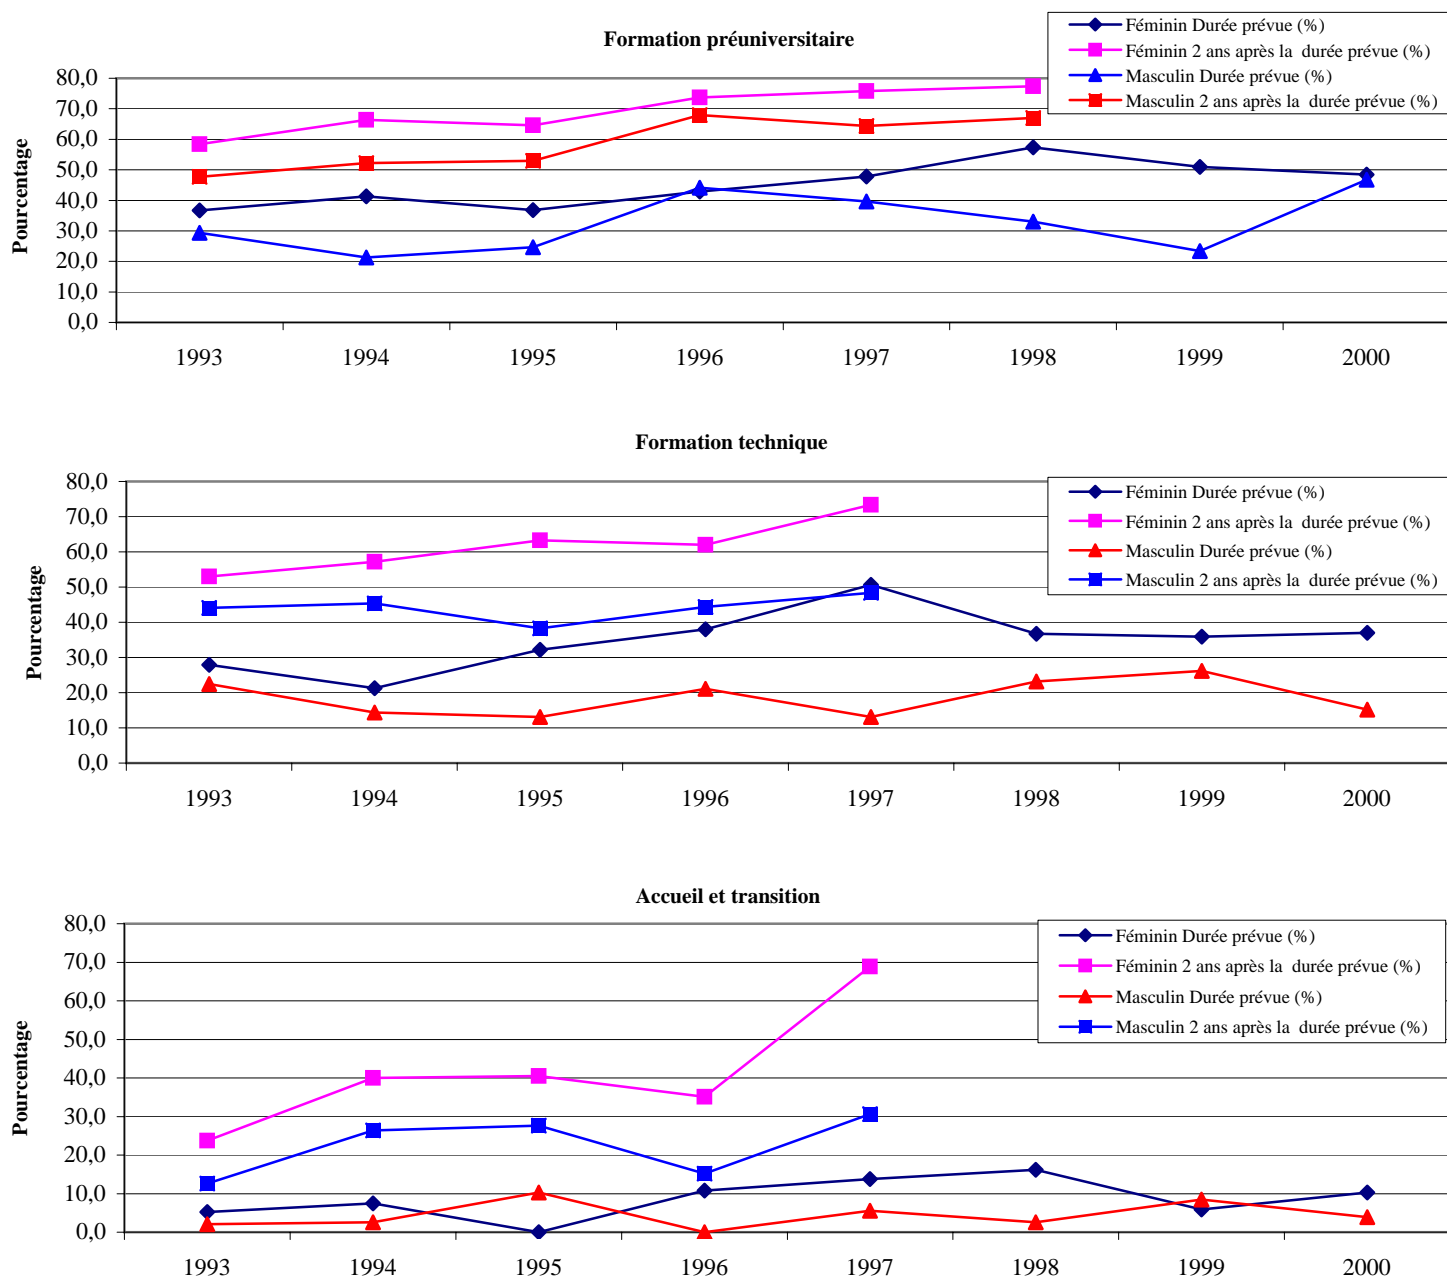 Formation préuniversitaire
Féminin Durée prévue (%)
Féminin 2 ans après la  durée prévue (%)
Masculin Durée prévue (%)
Masculin 2 ans après la  durée prévue (%)
Pourcentage
80,0
70,0
60,0
50,0
40,0
30,0
20,0
10,0
0,0
1993 1994 1995 1996 1997 1998 1999 2000
Formation technique
Féminin Durée prévue (%)
Féminin 2 ans après la  durée prévue (%)
Masculin Durée prévue (%)
Masculin 2 ans après la  durée prévue (%)
Pourcentage
80,0
70,0
60,0
50,0
40,0
30,0
20,0
10,0
0,0
1993 1994 1995 1996 1997 1998 1999 2000
Accueil et transition
Féminin Durée prévue (%)
Féminin 2 ans après la  durée prévue (%)
Masculin Durée prévue (%)
Masculin 2 ans après la  durée prévue (%)
Pourcentage
80,0
70,0
60,0
50,0
40,0
30,0
20,0
10,0
0,0
1993 1994 1995 1996 1997 1998 1999 2000